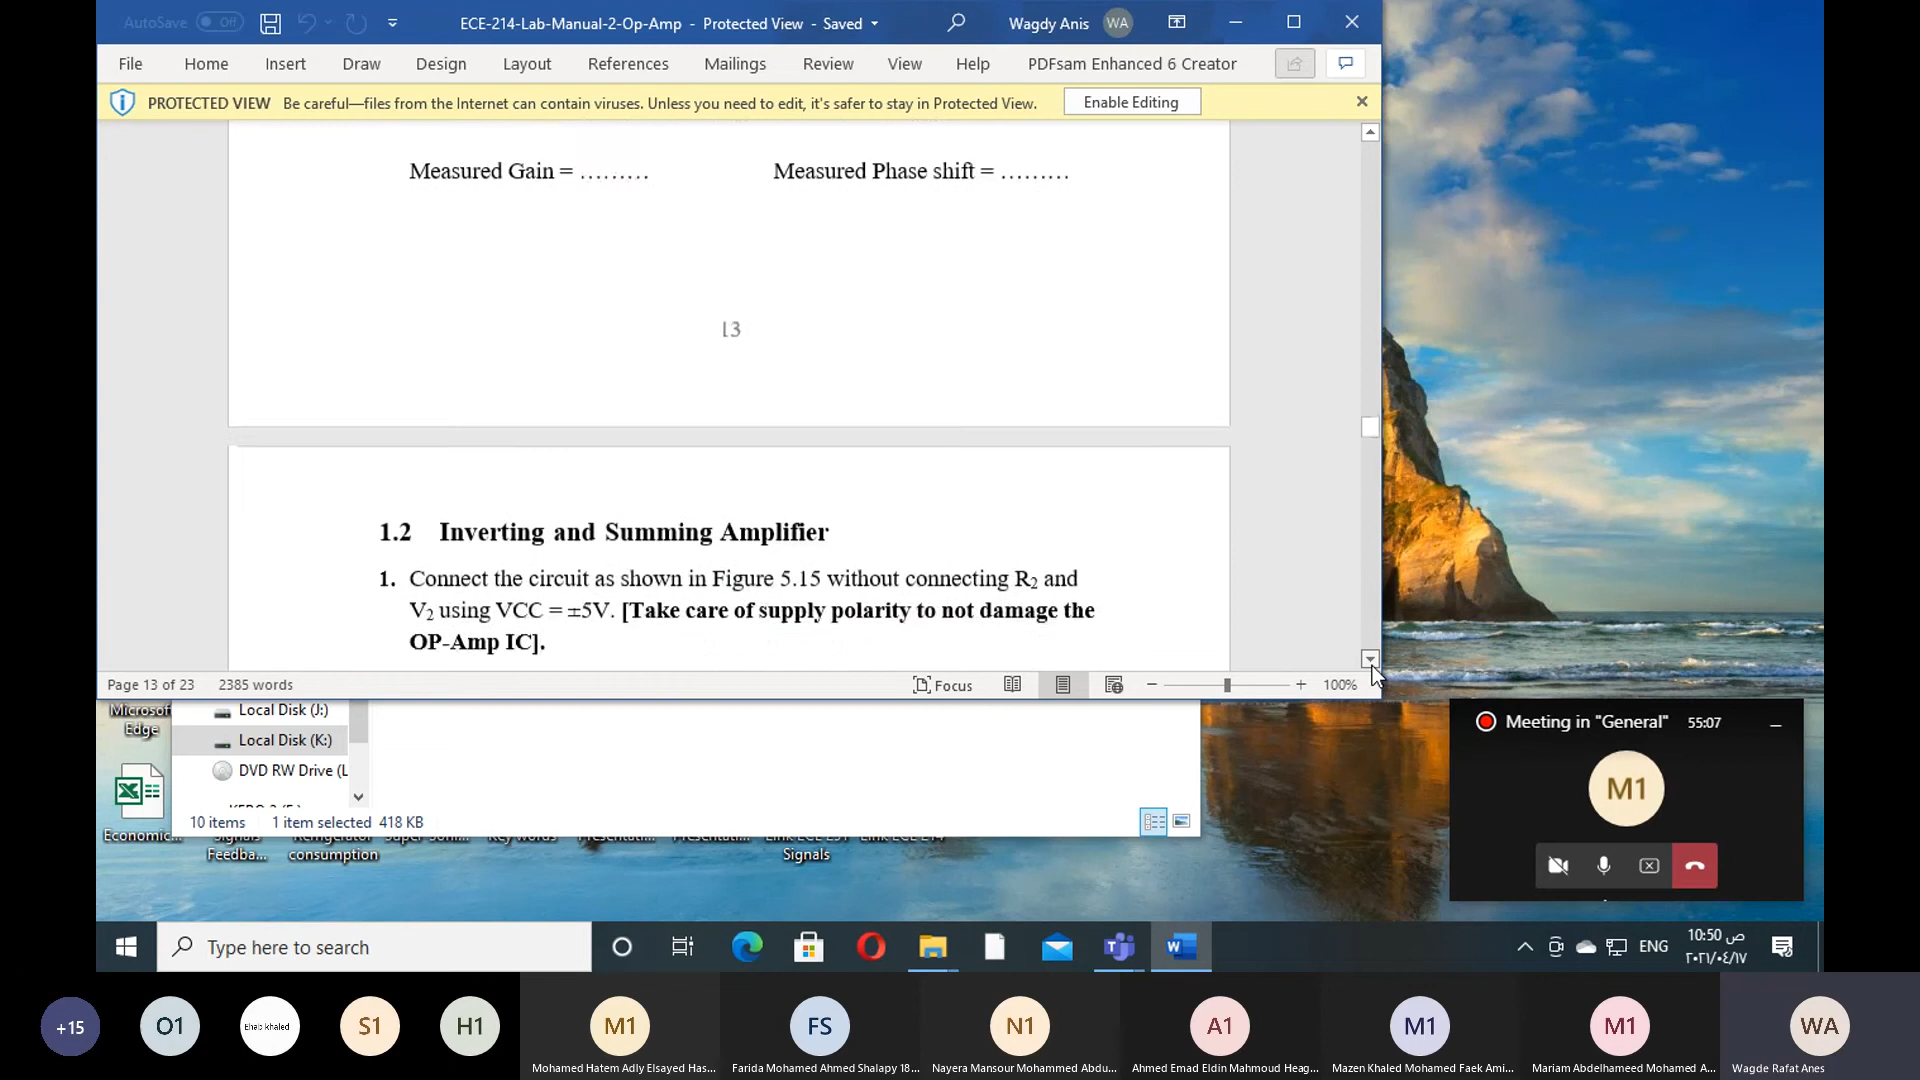 AutoSave Off
ECE-214-Lab-Manual-2-Op-Amp - Protected View - Saved
Wagdy Anis WA
File Home Insert Draw Design Layout References Mailings Review View Help PDFsam Enhanced 6 Creator
PROTECTED VIEW Be careful—files from the Internet can contain viruses. Unless you need to edit, it's safer to stay in Protected View. Enable Editing
Measured Gain = ......... Measured Phase shift = .........
13
1.2 Inverting and Summing Amplifier
1. Connect the circuit as shown in Figure 5.15 without connecting R2 and
V2 using VCC = ±5V. [Take care of supply polarity to not damage the
OP-Amp IC].
Page 13 of 23 2385 words Focus 100%
Microsoft
Edge
Local Disk (J:)
Local Disk (K:)
DVD RW Drive (L
10 items 1 item selected 418 KB
Economic...
Feedba...
consumption
Signals
Meeting in "General" 55:07
M1
Type here to search
ENG
10:50 ص
٢٠٢١/٠٤/١٧
+15
O1
Ehab khaled
S1
H1
M1
FS
N1
A1
M1
M1
WA
Mohamed Hatem Adly Elsayed Has...
Farida Mohamed Ahmed Shalapy 18...
Nayera Mansour Mohammed Abdu...
Ahmed Emad Eldin Mahmoud Heag...
Mazen Khaled Mohamed Faek Ami...
Mariam Abdelhameed Mohamed A...
Wagde Rafat Anes